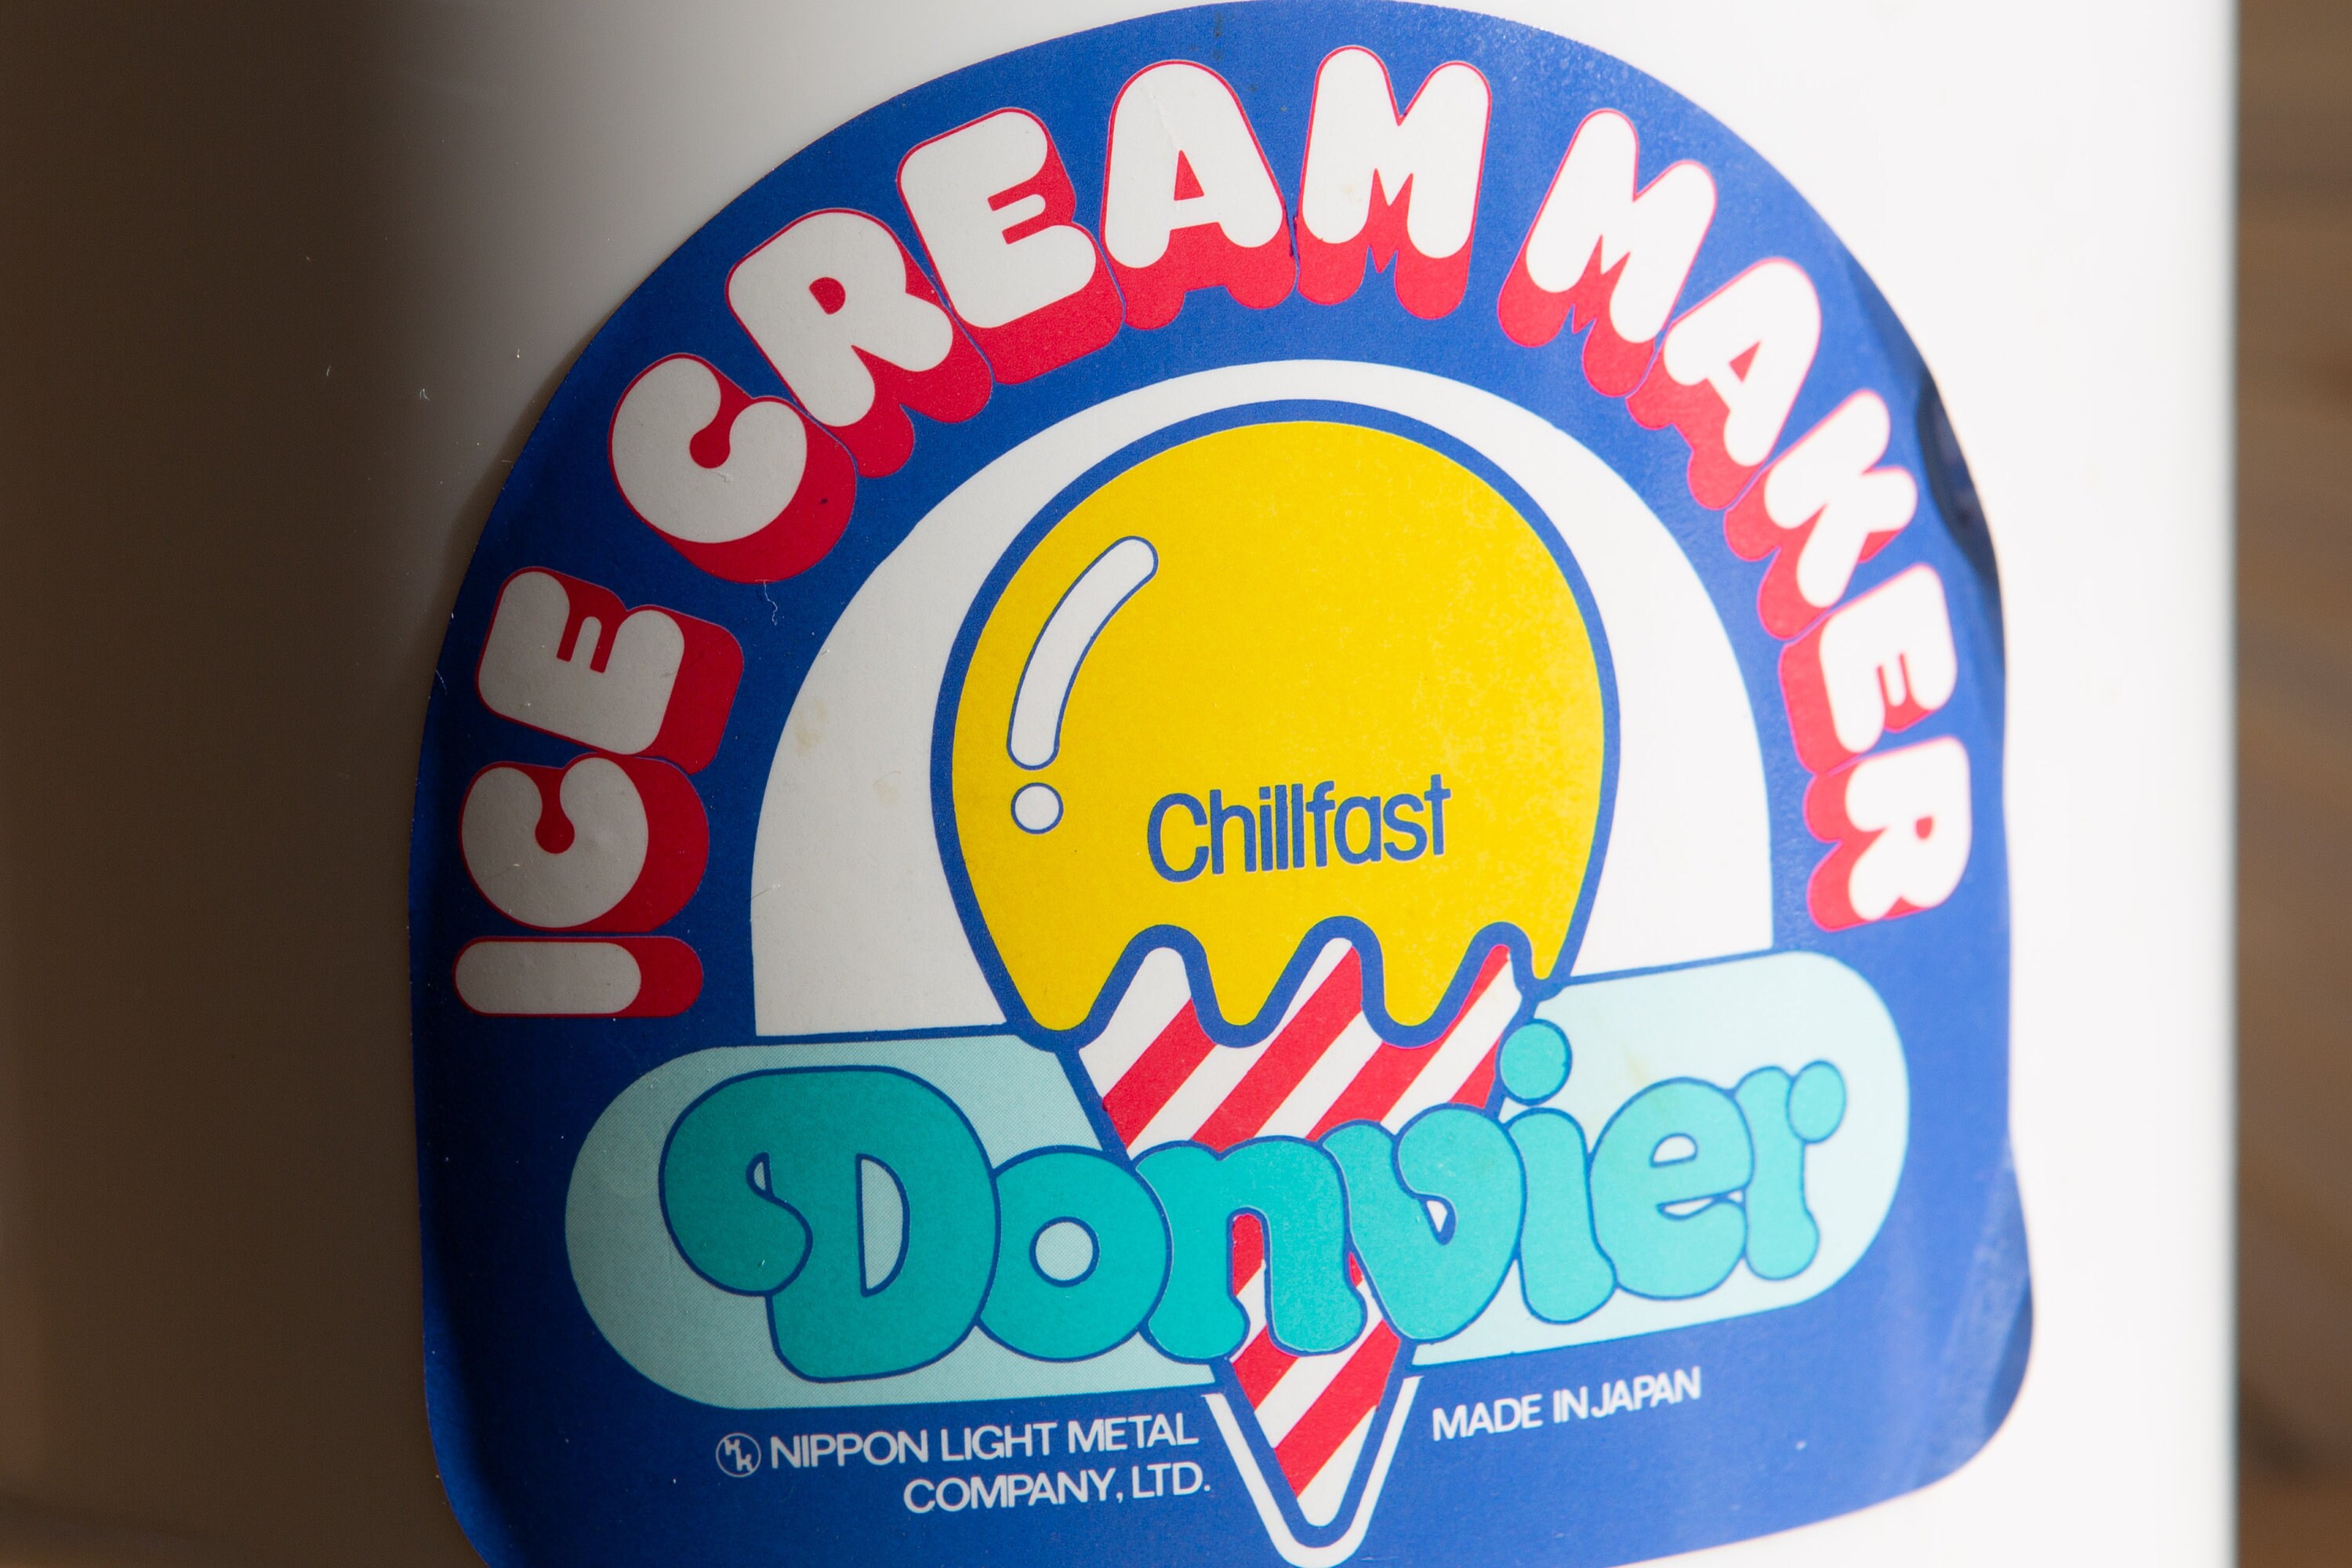 ICE CREAM MAKER
Chillfast
Donvier
NIPPON LIGHT METAL
COMPANY, LTD.
MADE IN JAPAN